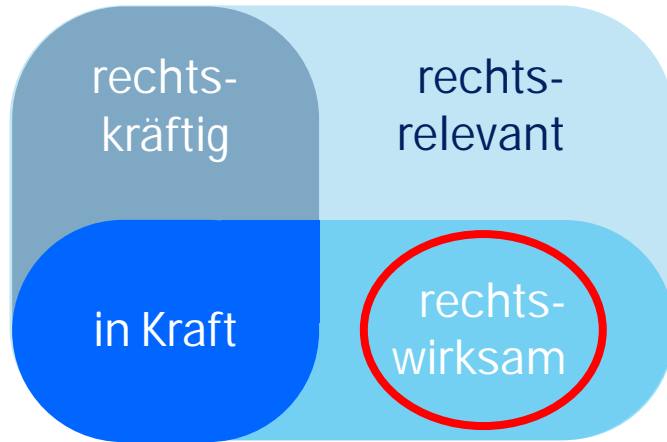 rechts-
kräftig
rechts-
relevant
in Kraft
rechts-
wirksam